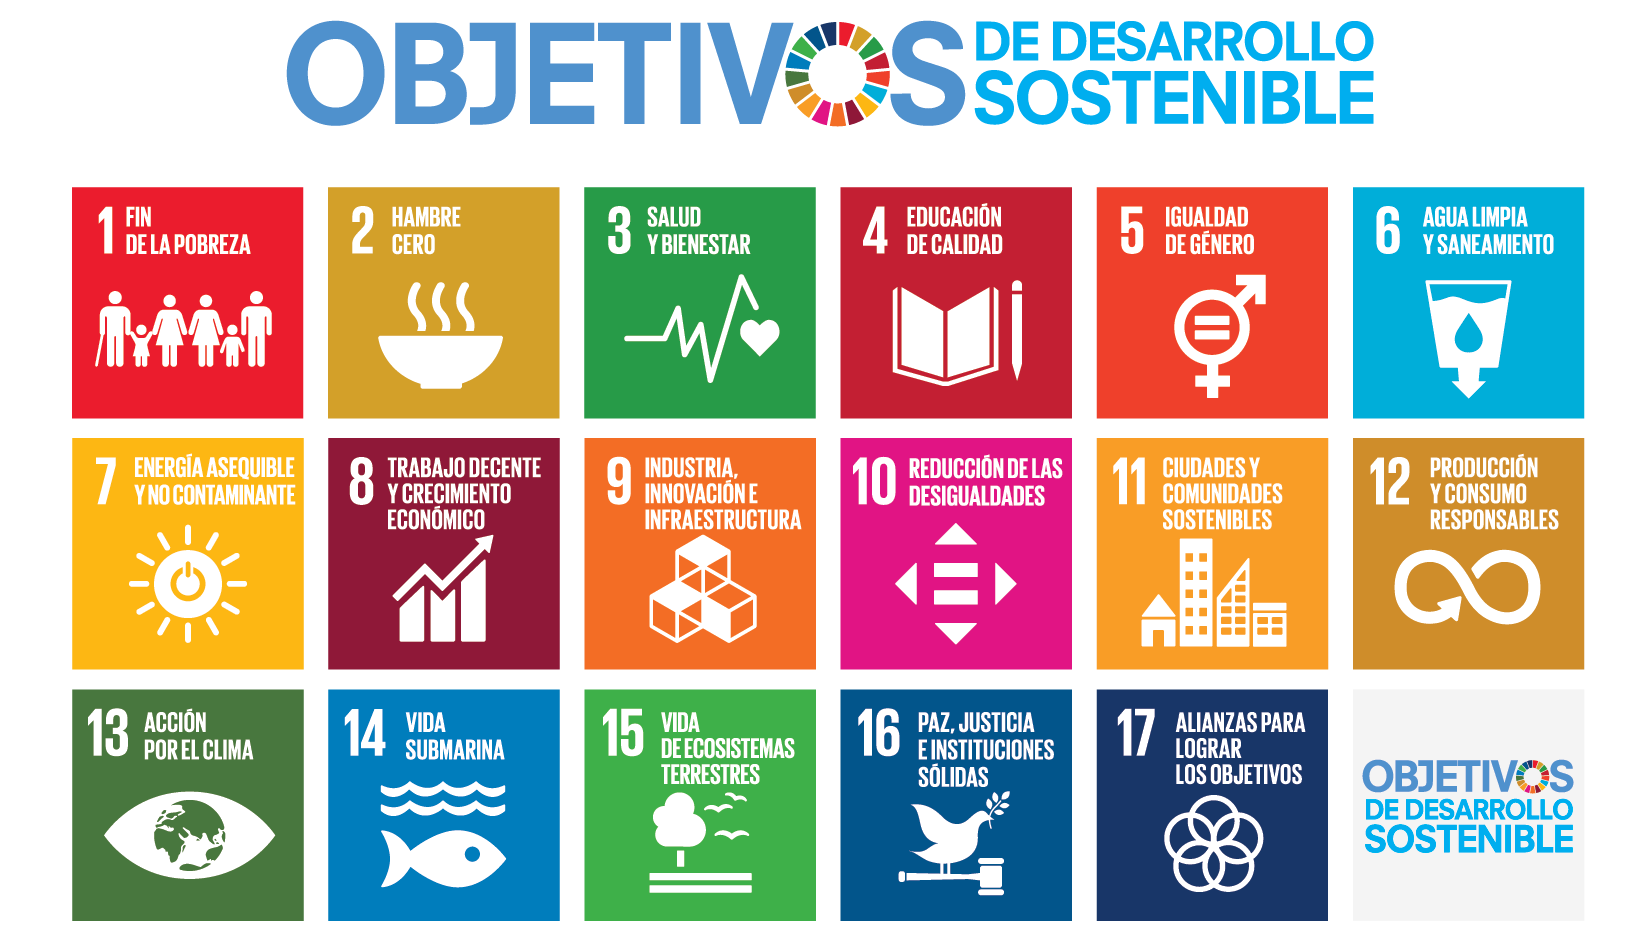 OBJETIVOS
DE DESARROLLO
SOSTENIBLE
1
FIN
DE LA POBREZA
2
HAMBRE
CERO
3
SALUD
Y BIENESTAR
4
EDUCACIÓN
DE CALIDAD
5
IGUALDAD
DE GÉNERO
6
AGUA LIMPIA
Y SANEAMIENTO
7
ENERGÍA ASEQUIBLE
Y NO CONTAMINANTE
8
TRABAJO DECENTE
Y CRECIMIENTO
ECONÓMICO
9
INDUSTRIA,
INNOVACIÓN E
INFRAESTRUCTURA
10
REDUCCIÓN DE LAS
DESIGUALDADES
11
CIUDADES Y
COMUNIDADES
SOSTENIBLES
12
PRODUCCIÓN
Y CONSUMO
RESPONSABLES
13
ACCIÓN
POR EL CLIMA
14
VIDA
SUBMARINA
15
VIDA
DE ECOSISTEMAS
TERRESTRES
16
PAZ, JUSTICIA
E INSTITUCIONES
SÓLIDAS
17
ALIANZAS PARA
LOGRAR
LOS OBJETIVOS
OBJETIVOS
DE DESARROLLO
SOSTENIBLE